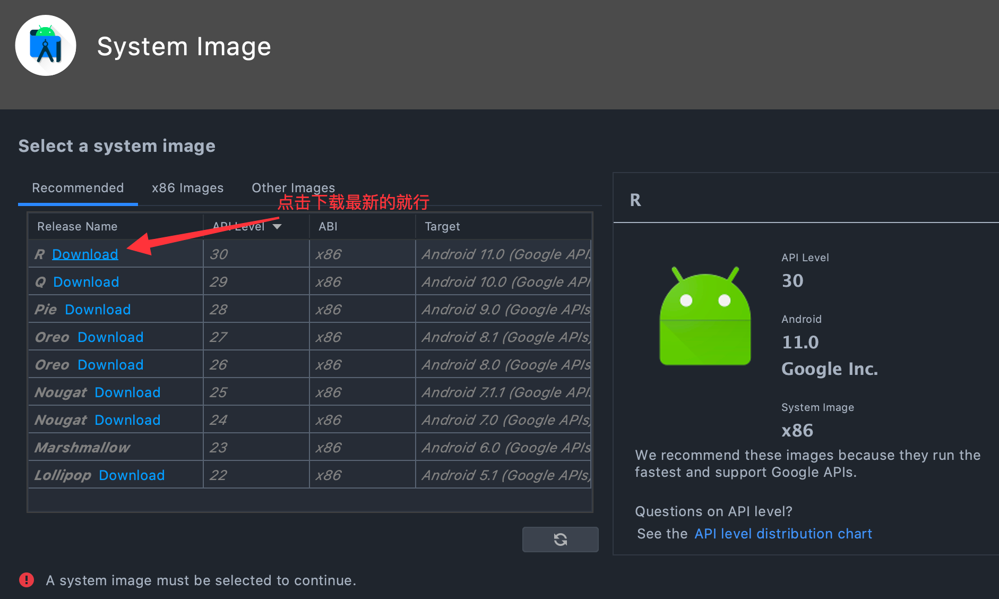 System Image
Select a system image
Recommended x86 Images Other Images
点击下载最新的就行
Release Name API Level ABI Target
R Download 30 x86 Android 11.0 (Google APIs
Q Download 29 x86 Android 10.0 (Google API
Pie Download 28 x86 Android 9.0 (Google APIs)
Oreo Download 27 x86 Android 8.1 (Google APIs)
Oreo Download 26 x86 Android 8.0 (Google APIs
Nougat Download 25 x86 Android 7.1.1 (Google APIs
Nougat Download 24 x86 Android 7.0 (Google APIs)
Marshmallow 23 x86 Android 6.0 (Google APIs
Lollipop Download 22 x86 Android 5.1 (Google APIs)
R
API Level
30
Android
11.0
Google Inc.
System Image
x86
We recommend these images because they run the
fastest and support Google APIs.
Questions on API level?
See the API level distribution chart
A system image must be selected to continue.